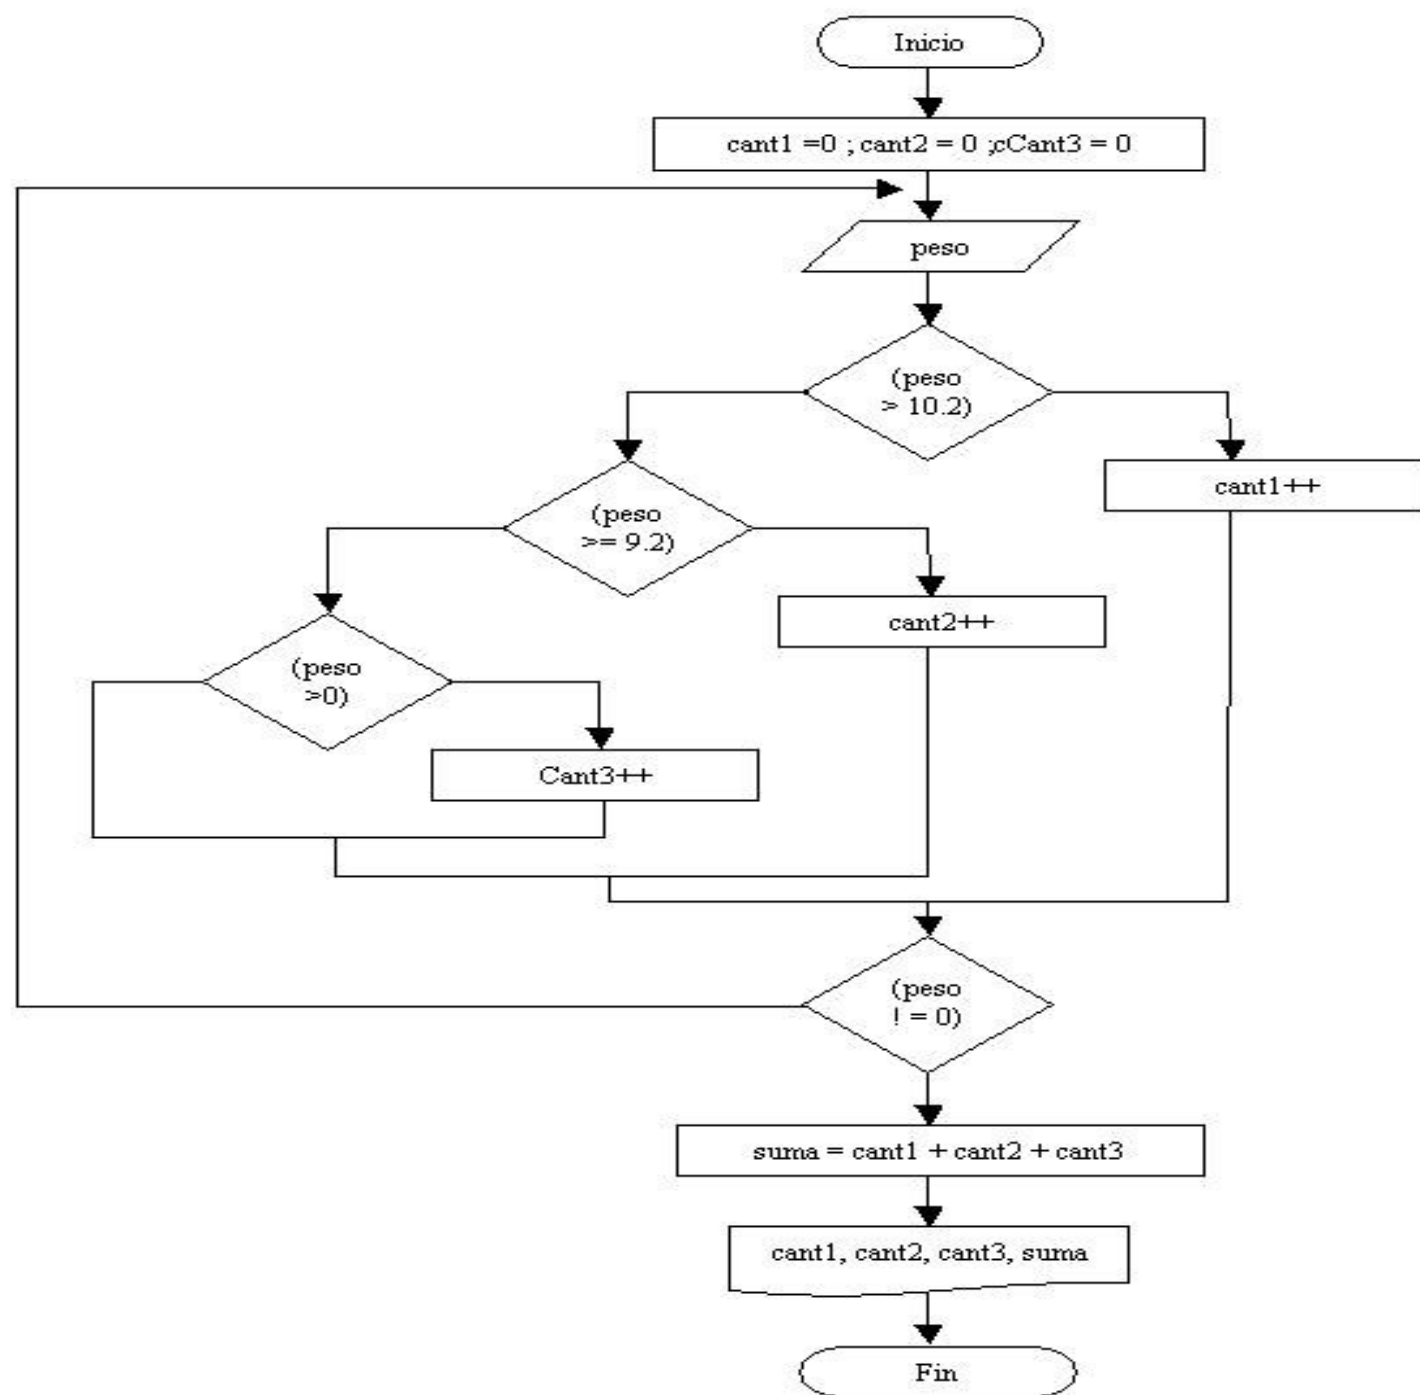 Inicio
cant1 =0 ; cant2 = 0 ;cCant3 = 0
peso
(peso
> 10.2)
cant1++
(peso
>= 9.2)
cant2++
(peso
>0)
Cant3++
(peso
! = 0)
suma = cant1 + cant2 + cant3
cant1, cant2, cant3, suma
Fin